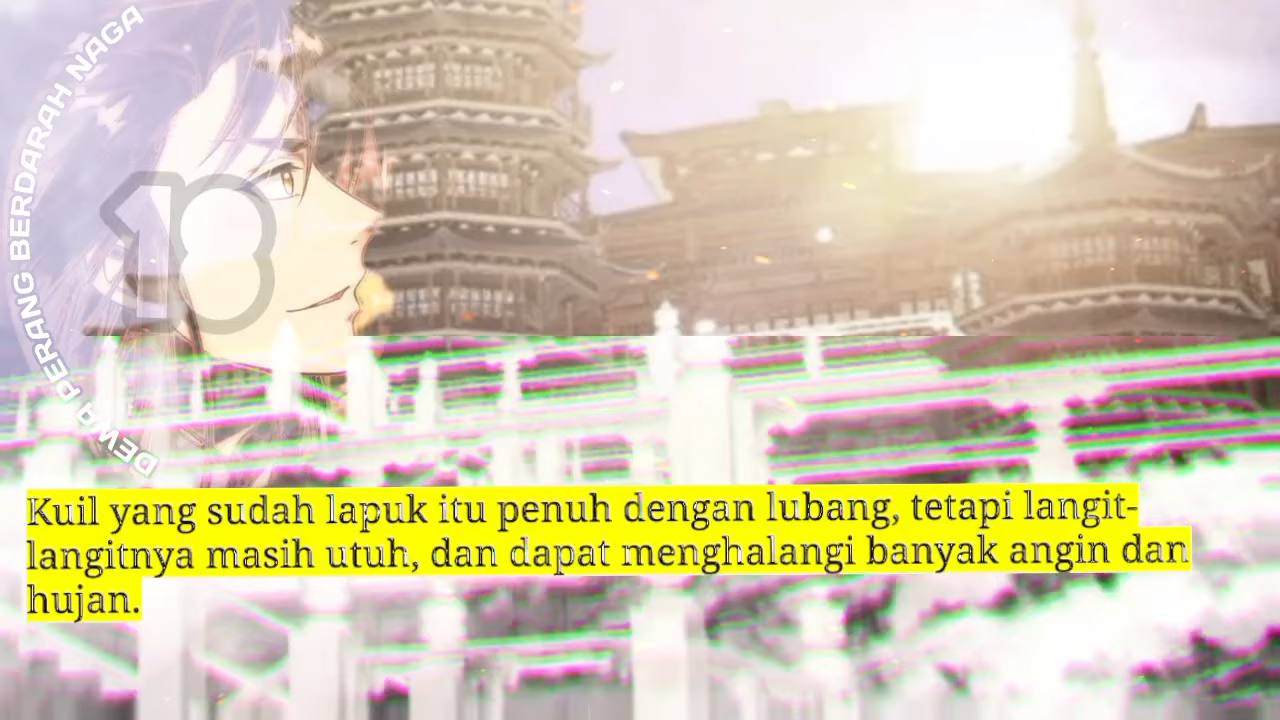 DEWA PERANG BERDARAH NAGA
18
Kuil yang sudah lapuk itu penuh dengan lubang, tetapi langit-
langitnya masih utuh, dan dapat menghalangi banyak angin dan
hujan.